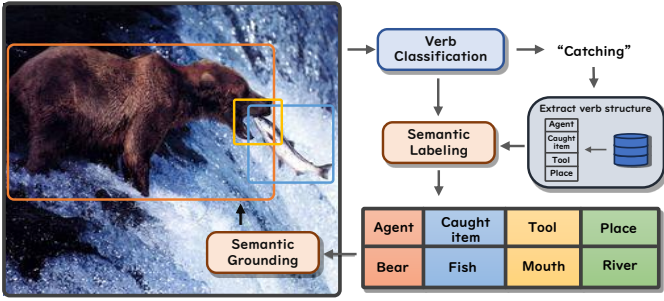 Verb
Classification
“Catching”
Extract verb structure
Agent
Caught
item
Tool
Place
Semantic
Labeling
Semantic
Grounding
Agent
Caught
item
Tool
Place
Bear
Fish
Mouth
River